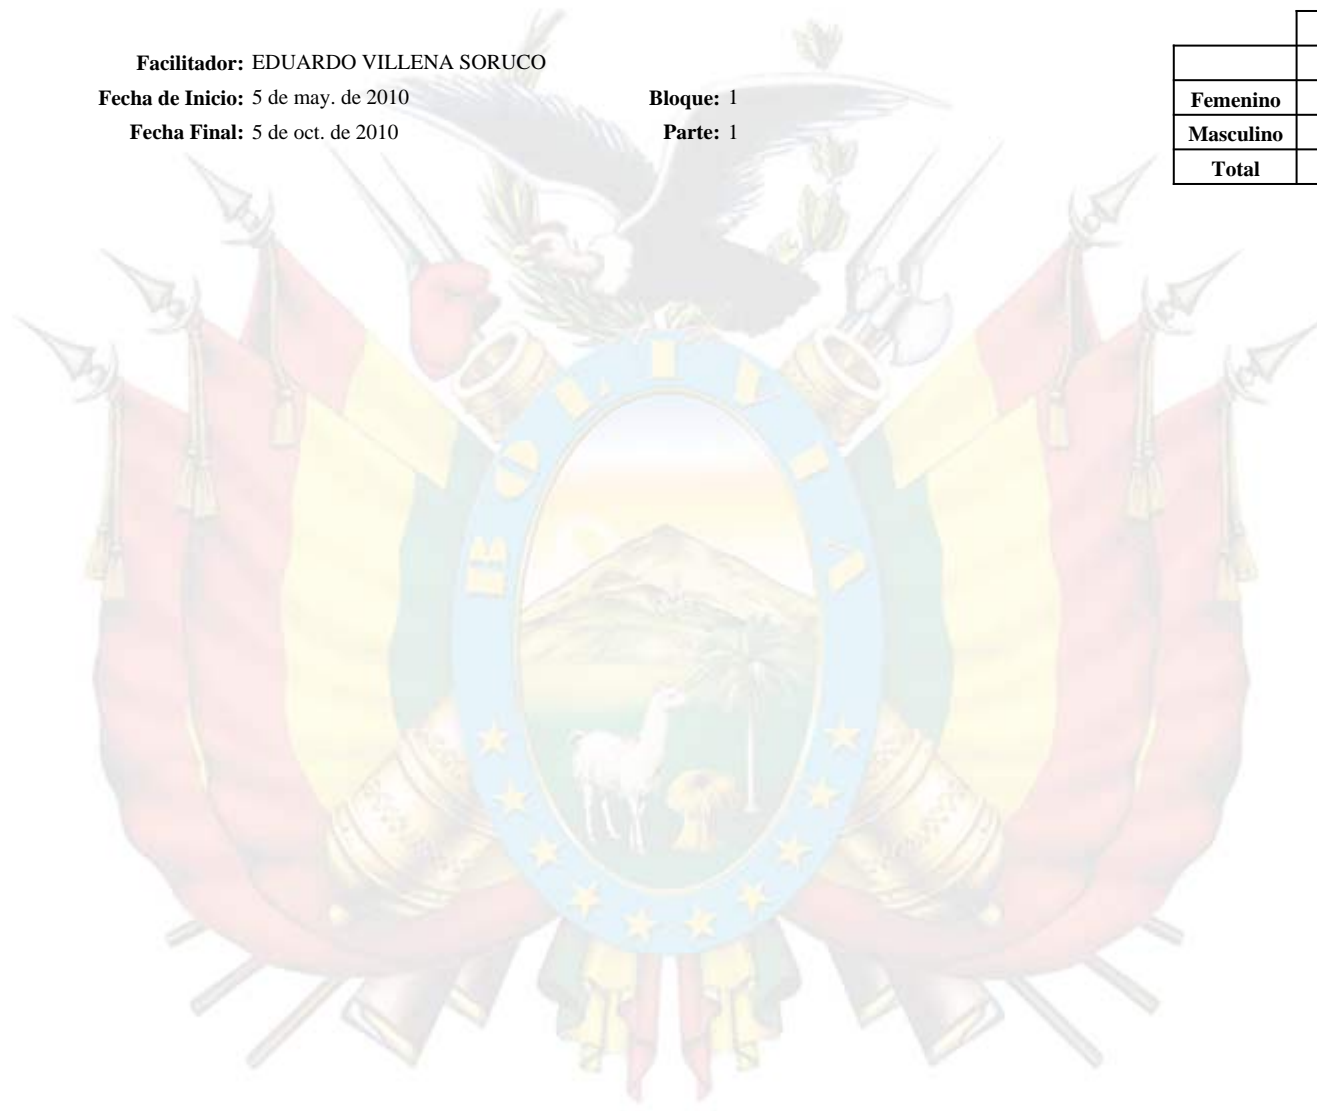 Facilitador: EDUARDO VILLENA SORUCO
Fecha de Inicio: 5 de may. de 2010 Bloque: 1
Fecha Final: 5 de oct. de 2010 Parte: 1
Femenino
Masculino
Total
BOLIVIA